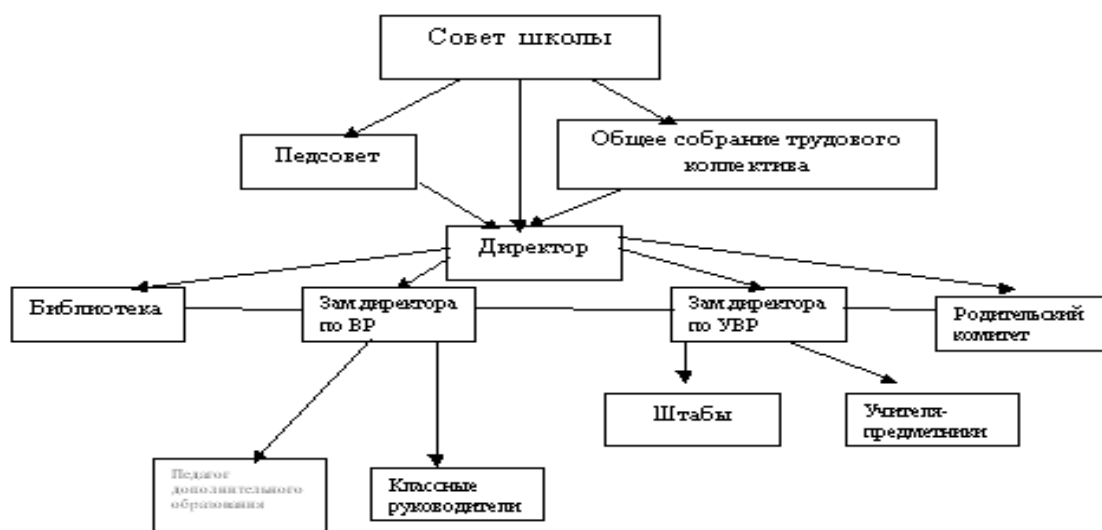 Совет школы
Педсовет
Общее собрание трудового
коллектива
Директор
Библиотека
Зам директора
по ВР
Зам директора
по УВР
Родительский
комитет
Штабы
Учителя-
предметники
Педагог
дополнительного
образования
Классные
руководители